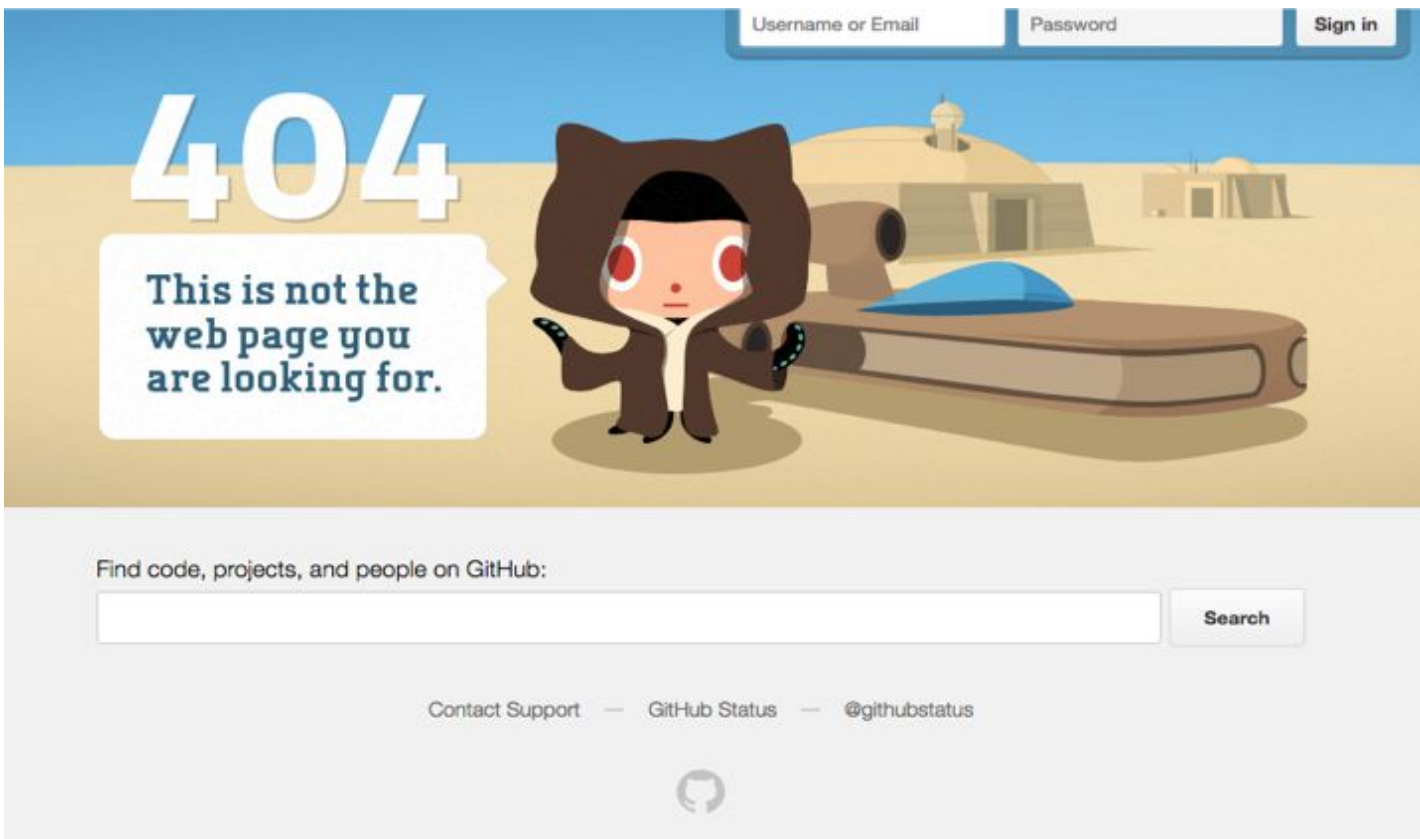 Username or Email
Password
Sign in
404
This is not the
web page you
are looking for.
Find code, projects, and people on GitHub:
Search
Contact Support — GitHub Status — @githubstatus